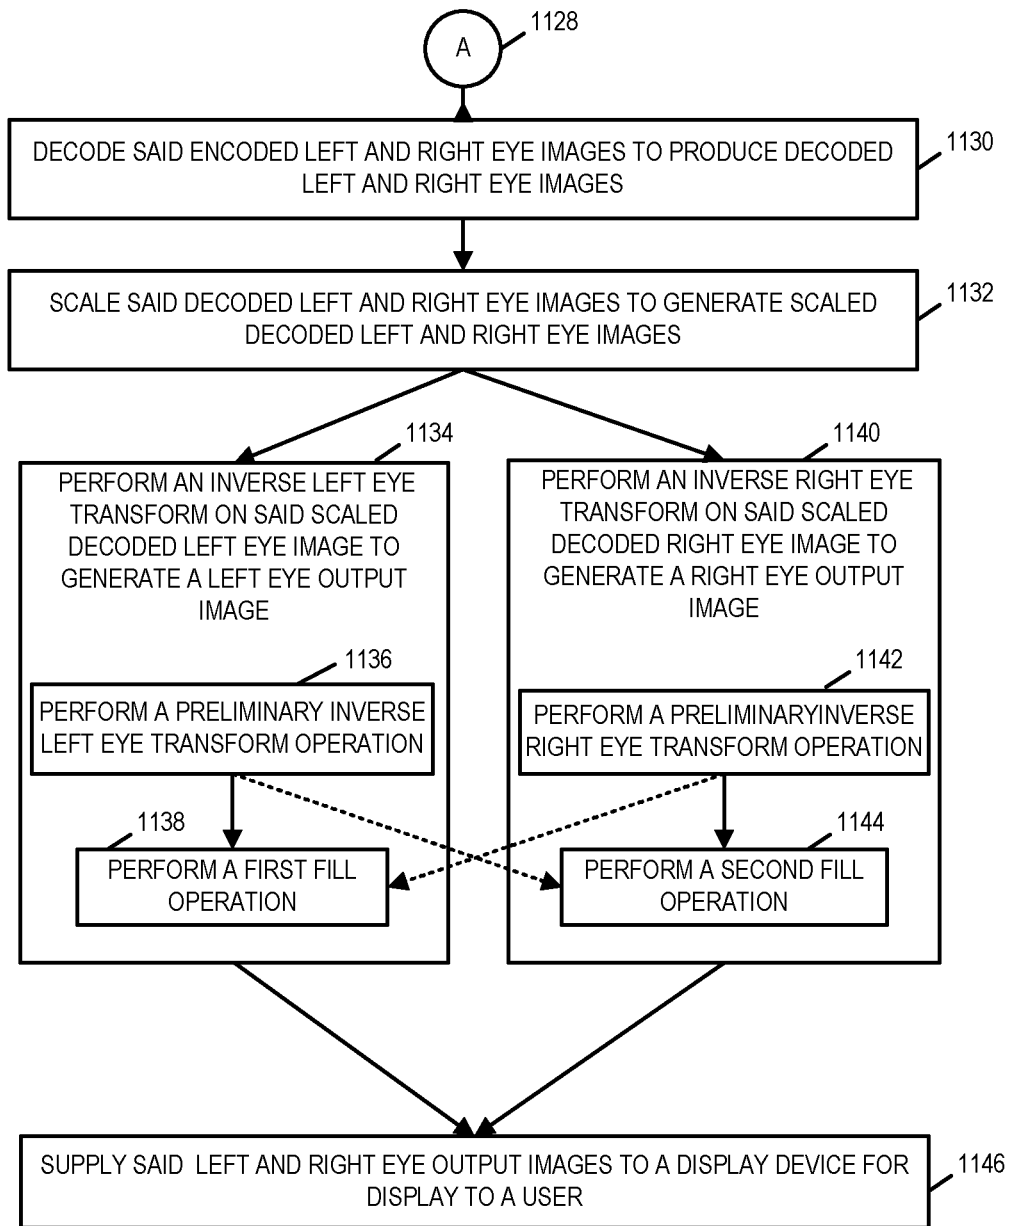 A
1128
DECODE SAID ENCODED LEFT AND RIGHT EYE IMAGES TO PRODUCE DECODED
LEFT AND RIGHT EYE IMAGES
1130
SCALE SAID DECODED LEFT AND RIGHT EYE IMAGES TO GENERATE SCALED
DECODED LEFT AND RIGHT EYE IMAGES
1132
1134
PERFORM AN INVERSE LEFT EYE
TRANSFORM ON SAID SCALED
DECODED LEFT EYE IMAGE TO
GENERATE A LEFT EYE OUTPUT
IMAGE
1136
PERFORM A PRELIMINARY INVERSE
LEFT EYE TRANSFORM OPERATION
1138
PERFORM A FIRST FILL
OPERATION
1140
PERFORM AN INVERSE RIGHT EYE
TRANSFORM ON SAID SCALED
DECODED RIGHT EYE IMAGE TO
GENERATE A RIGHT EYE OUTPUT
IMAGE
1142
PERFORM A PRELIMINARYINVERSE
RIGHT EYE TRANSFORM OPERATION
1144
PERFORM A SECOND FILL
OPERATION
SUPPLY SAID LEFT AND RIGHT EYE OUTPUT IMAGES TO A DISPLAY DEVICE FOR
DISPLAY TO A USER
1146